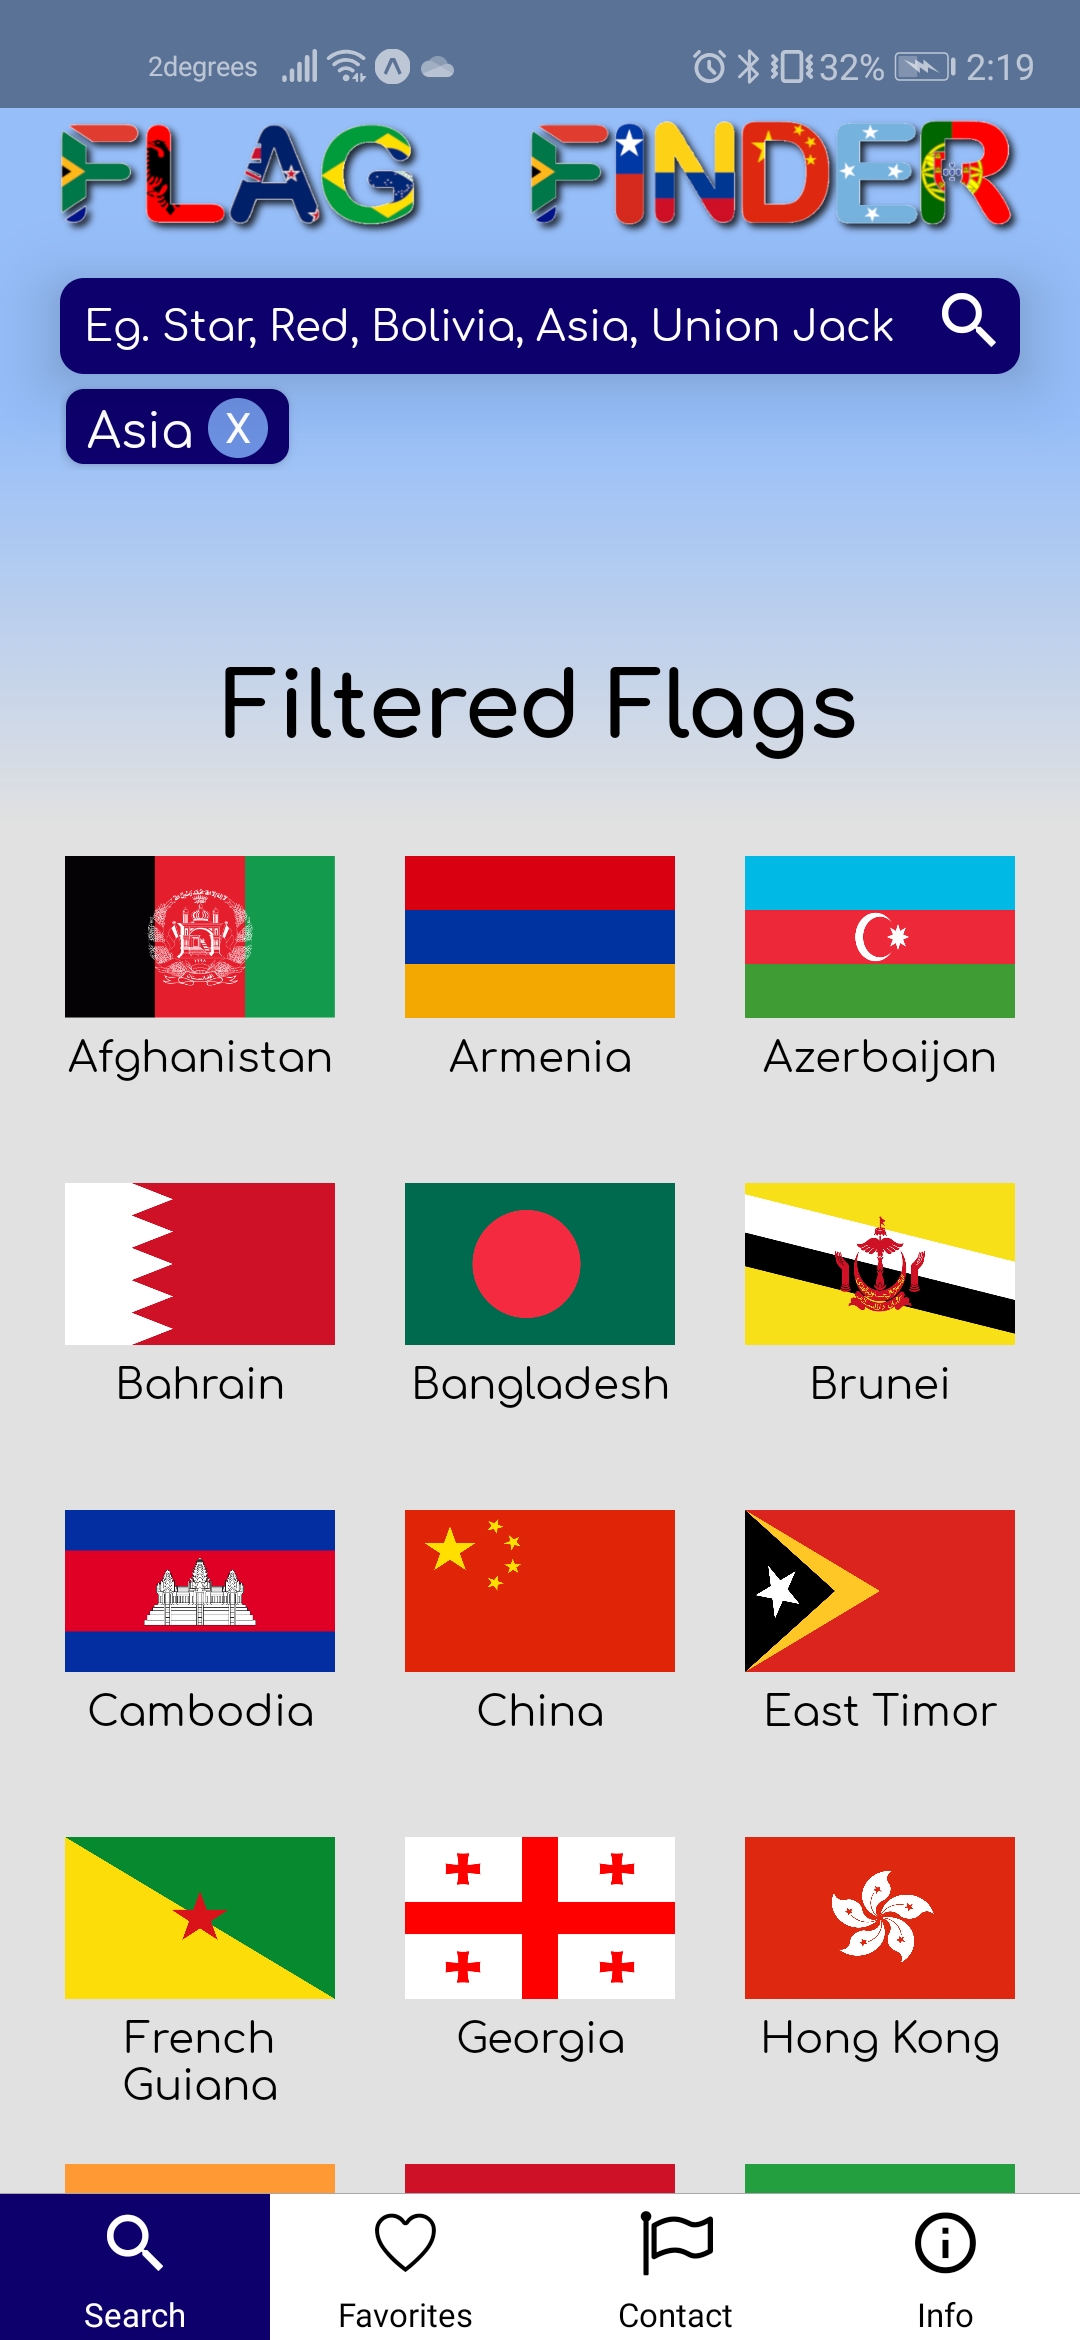 2degrees 32% 2:19
FLAG FINDER
Eg. Star, Red, Bolivia, Asia, Union Jack
Asia X
Filtered Flags
Afghanistan Armenia Azerbaijan
Bahrain Bangladesh Brunei
Cambodia China East Timor
French Georgia Hong Kong
Guiana
Search Favorites Contact Info